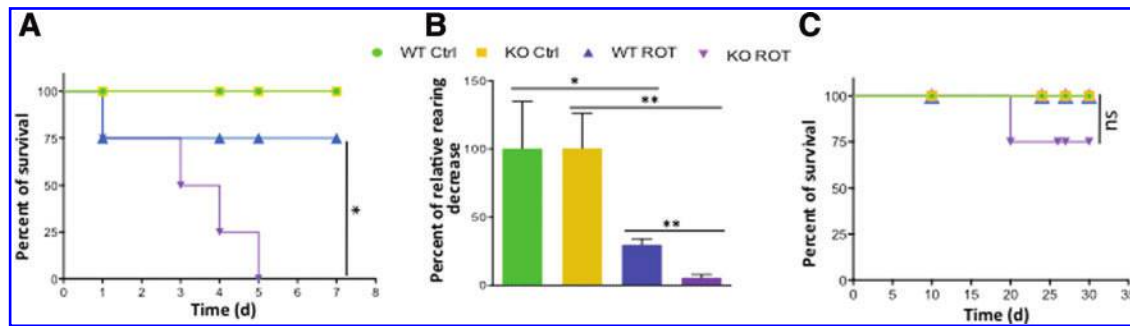 A
B
C
WT Ctrl KO Ctrl WT ROT KO ROT
Percent of survival
100
75
50
25
0
0 1 2 3 4 5 6 7 8
Time (d)
*
Percent of relative rearing
decrease
150
100
50
0
*
**
**
Percent of survival
100
75
50
25
0
0 5 10 15 20 25 30 35
Time (d)
ns